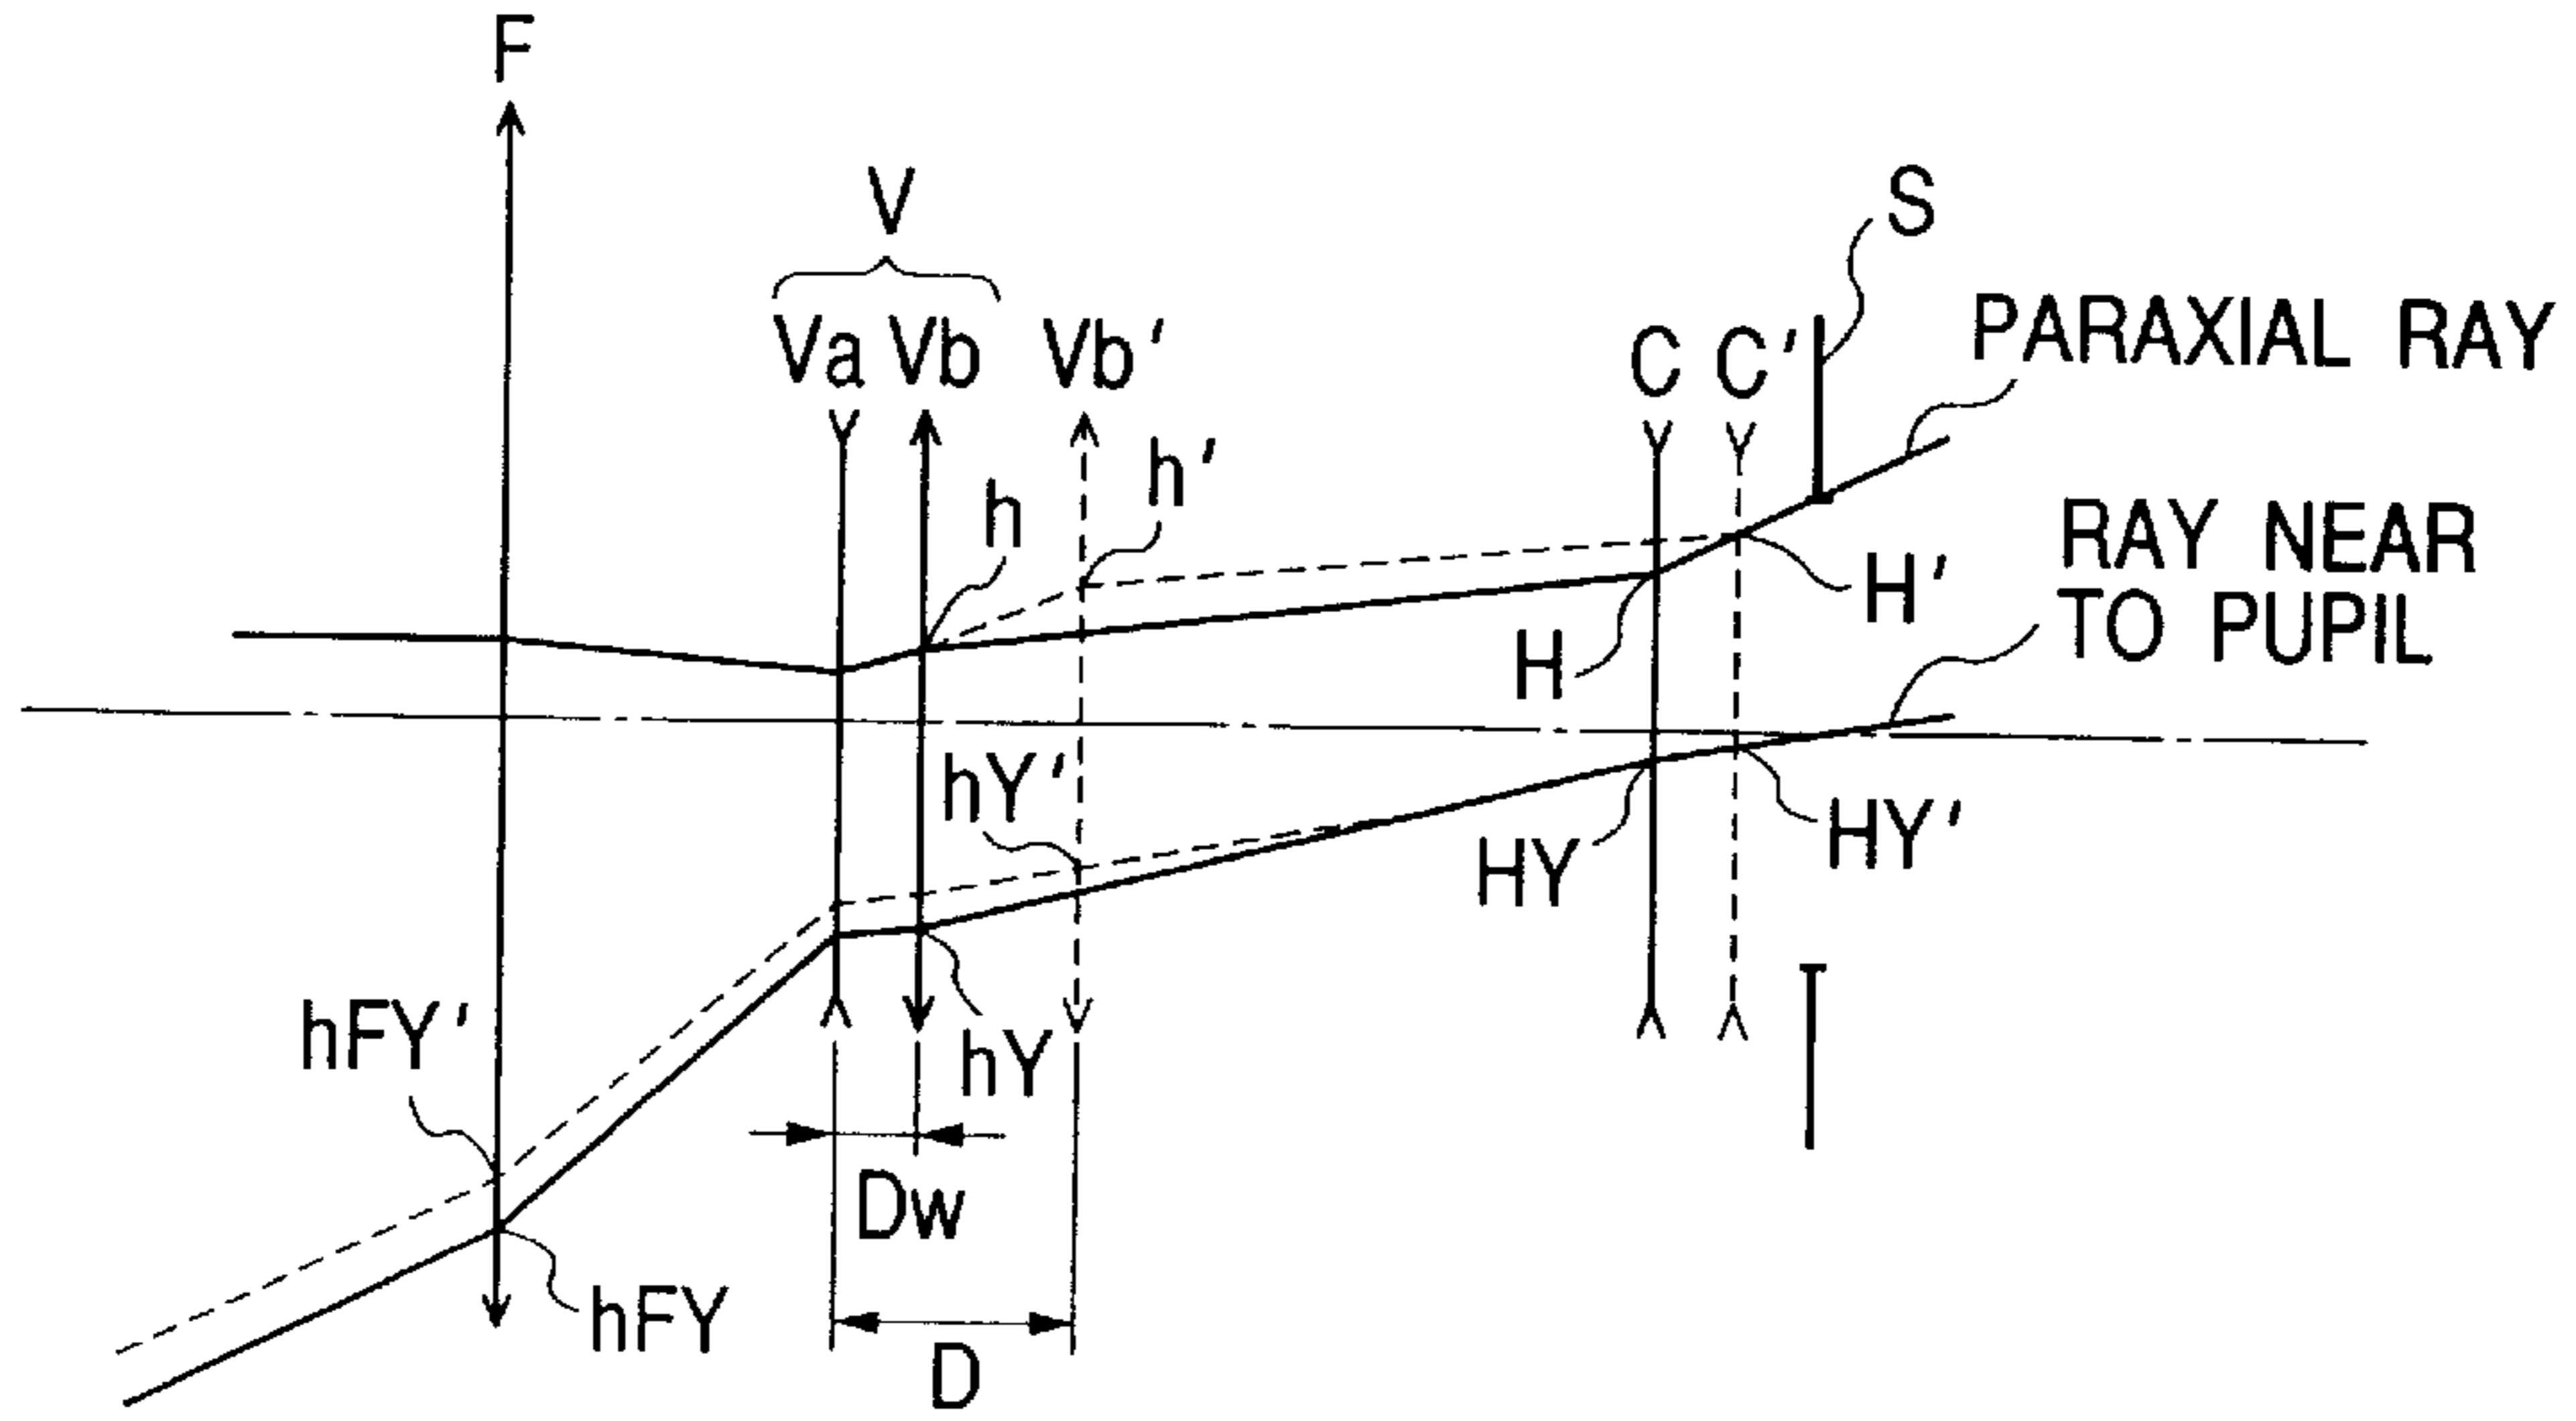 F
V
S
Va Vb Vb'
C C'
PARAXIAL RAY
h'
h
RAY NEAR
TO PUPIL
H'
H
hY'
HY'
HY
hFY'
hY
Dw
hFY
D